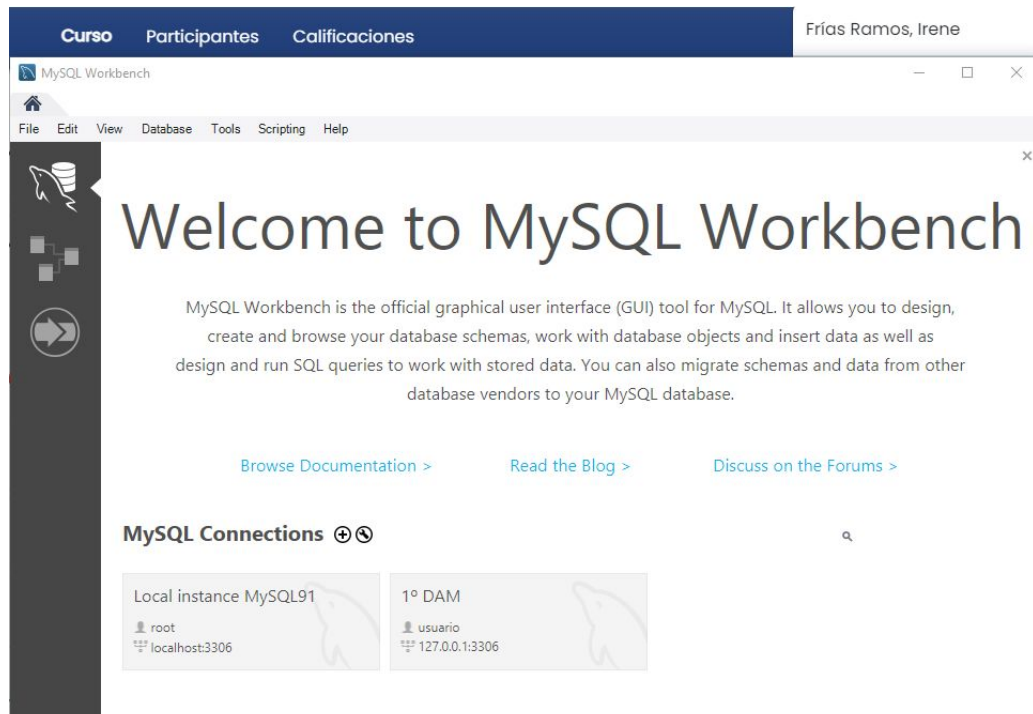 Curso Participantes Calificaciones
Frías Ramos, Irene
MySQL Workbench
File Edit View Database Tools Scripting Help
Welcome to MySQL Workbench
MySQL Workbench is the official graphical user interface (GUI) tool for MySQL. It allows you to design,
create and browse your database schemas, work with database objects and insert data as well as
design and run SQL queries to work with stored data. You can also migrate schemas and data from other
database vendors to your MySQL database.
Browse Documentation > Read the Blog > Discuss on the Forums >
MySQL Connections
Local instance MySQL91
root
localhost:3306
1º DAM
usuario
127.0.0.1:3306